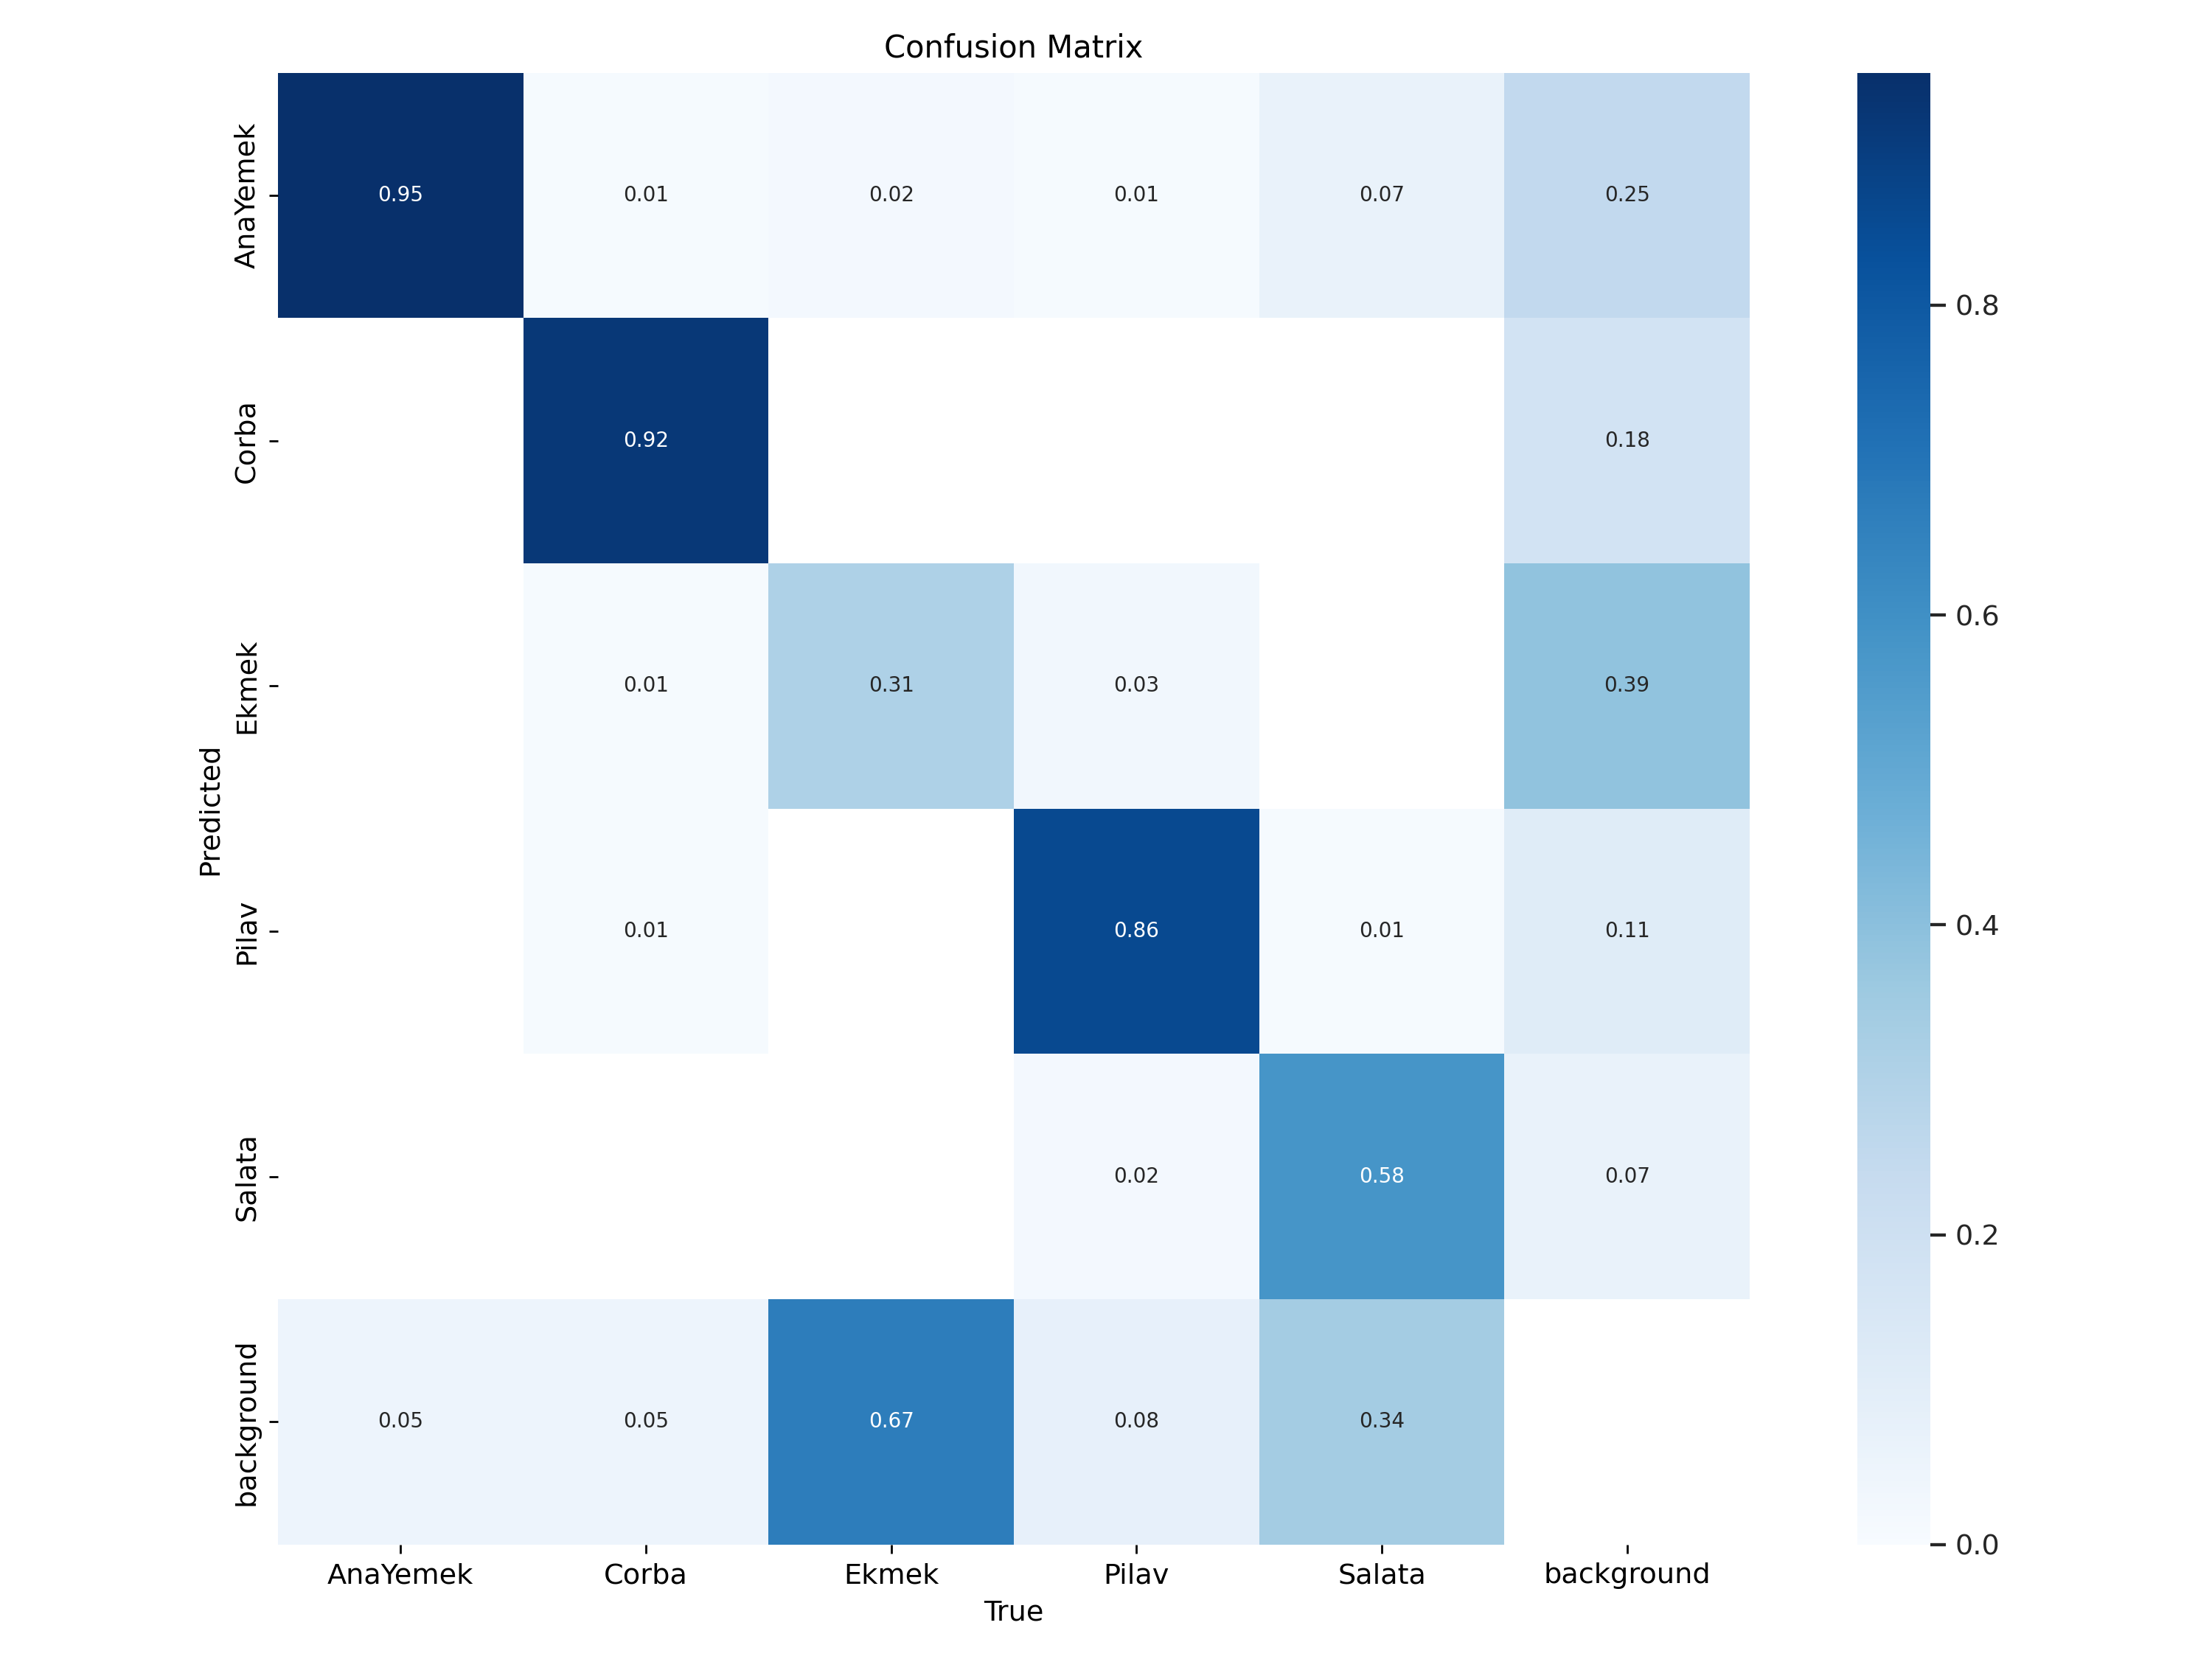 Confusion Matrix
AnaYemek 0.95 0.01 0.02 0.01 0.07 0.25
Corba 0.92 0.18
Ekmek 0.01 0.31 0.03 0.39
Pilav 0.01 0.86 0.01 0.11
Salata 0.02 0.58 0.07
background 0.05 0.05 0.67 0.08 0.34
Predicted
AnaYemek Corba Ekmek Pilav Salata background
True
0.8
0.6
0.4
0.2
0.0